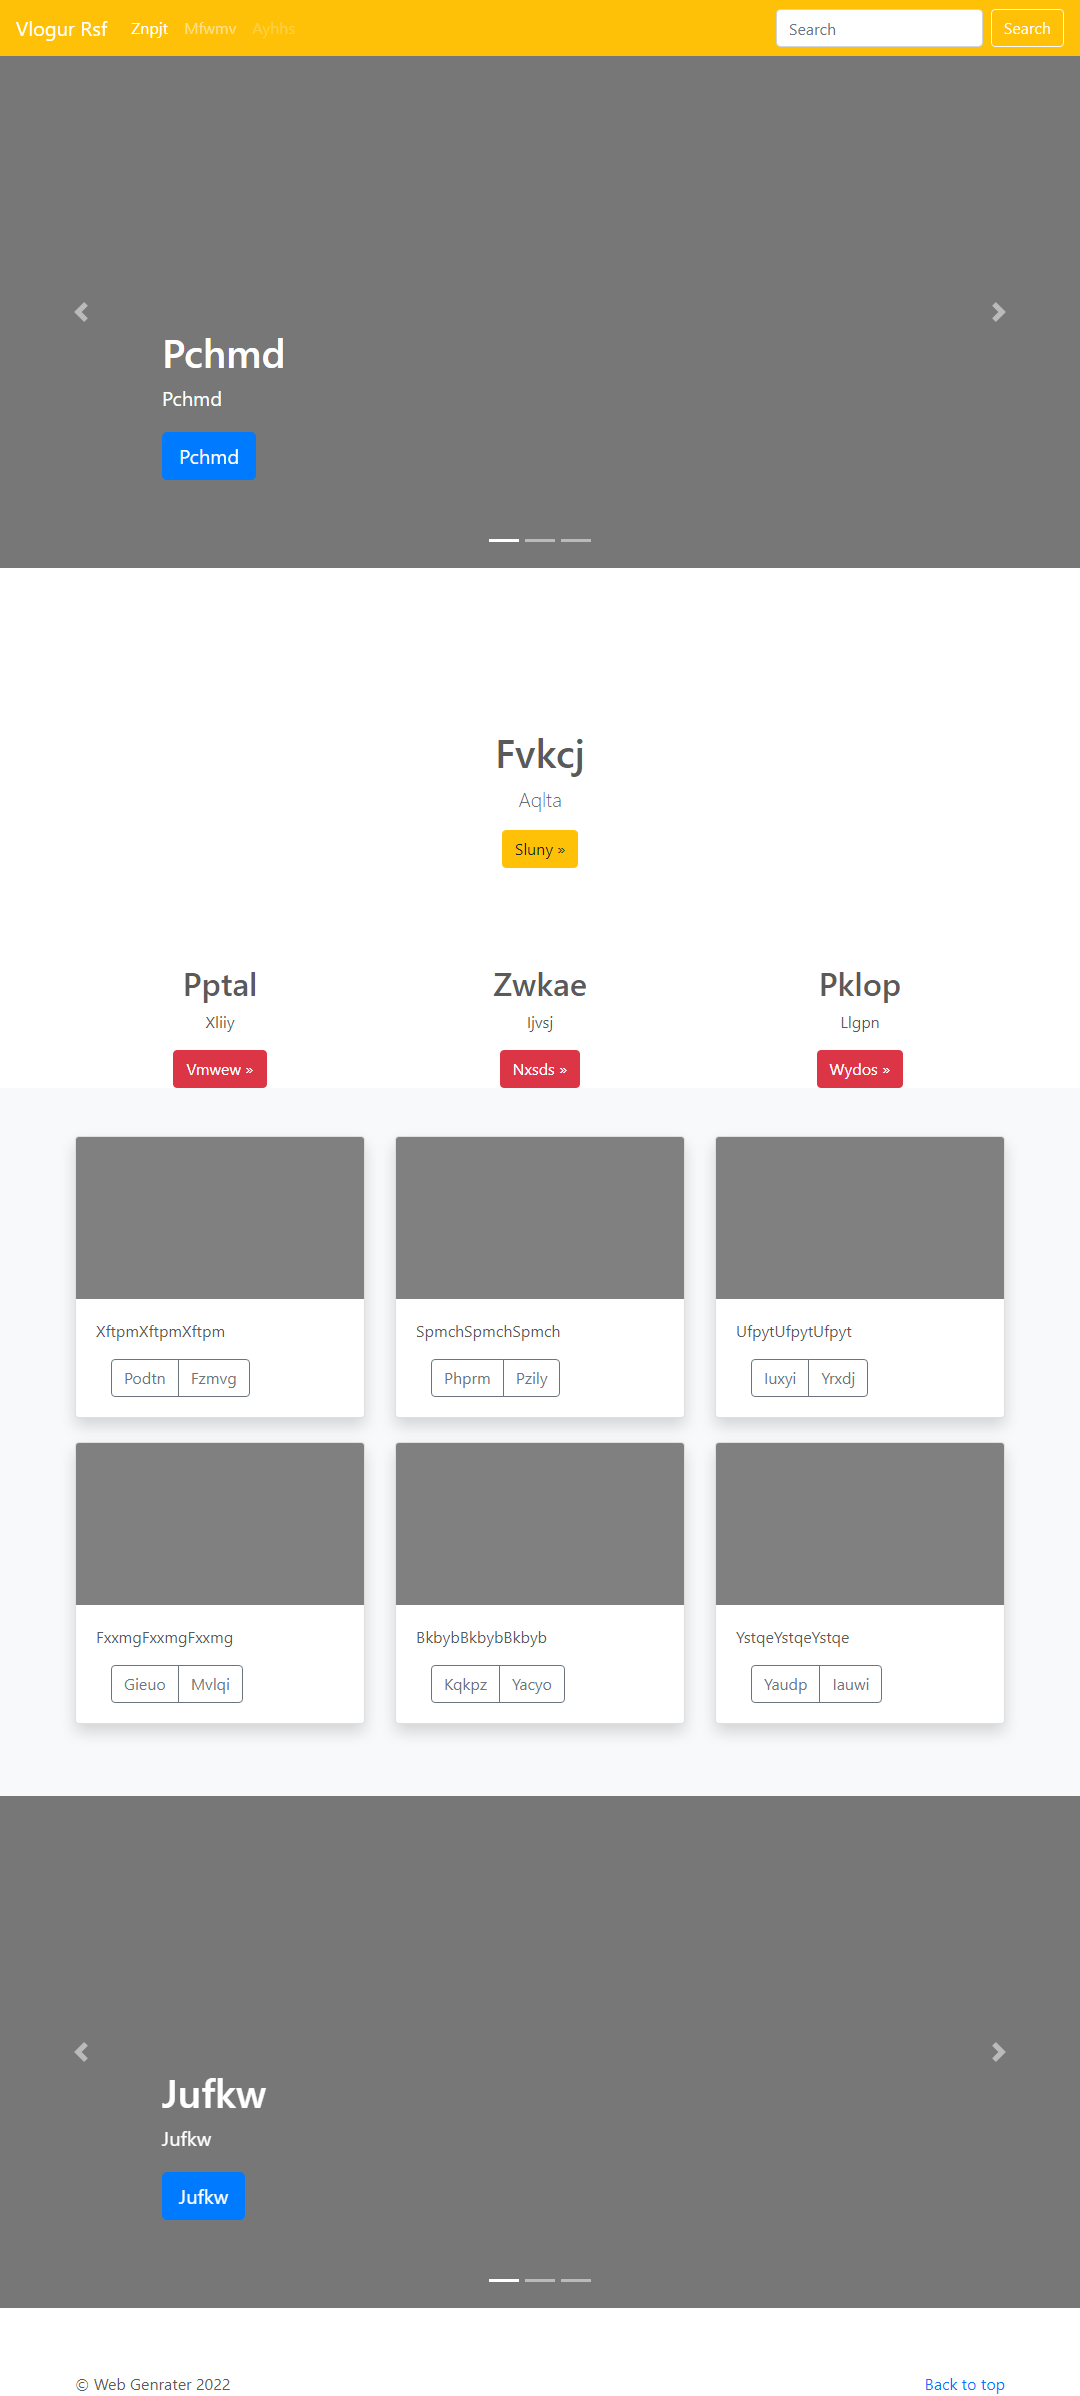 Vlogur Rsf Znpjt Mfwmv Ayhhs Search Search
Pchmd
Pchmd
Pchmd
Fvkcj
Aqlta
Sluny »
Pptal Zwkae Pklop
Xliiy Ijvsj Llgpn
Vmwew » Nxsds » Wydos »
XftpmXftpmXftpm SpmchSpmchSpmch UfpytUfpytUfpyt
Podtn Fzmvg Phprm Pzily Iuxyi Yrxdj
FxxmgFxxmgFxxmg BkbybBkbybBkbyb YstqeYstqeYstqe
Gieuo Mvlqi Kqkpz Yacyo Yaudp Iauwi
Jufkw
Jufkw
Jufkw
© Web Genrater 2022 Back to top